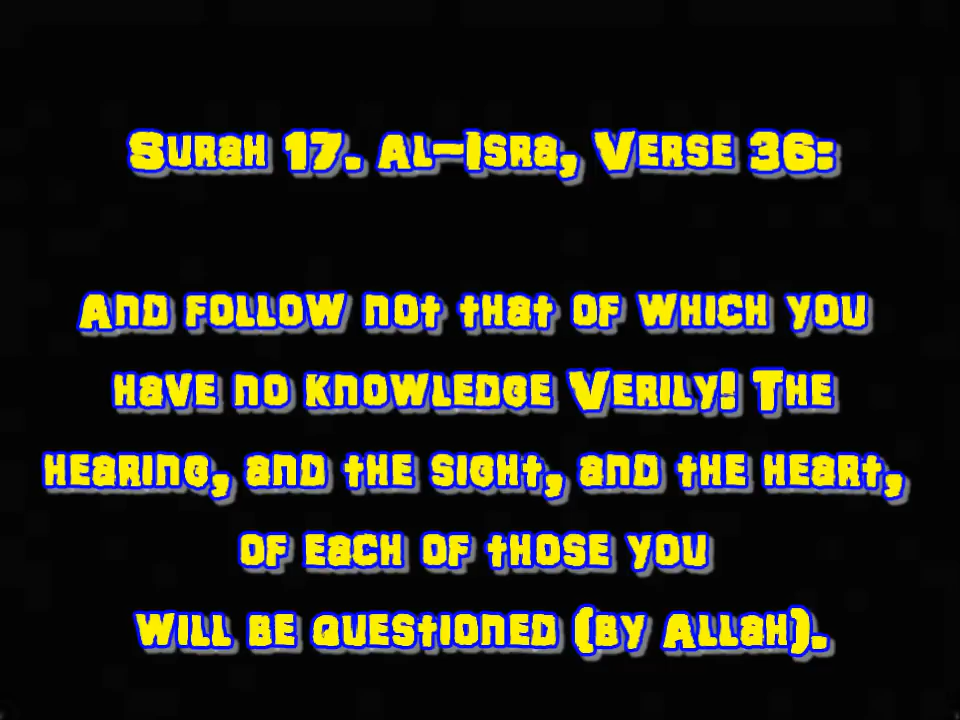 Surah 17. Al-Isra, Verse 36:
And follow not that of which you
have no knowledge Verily! The
hearing, and the sight, and the heart,
of each of those you
will be questioned (by Allah).